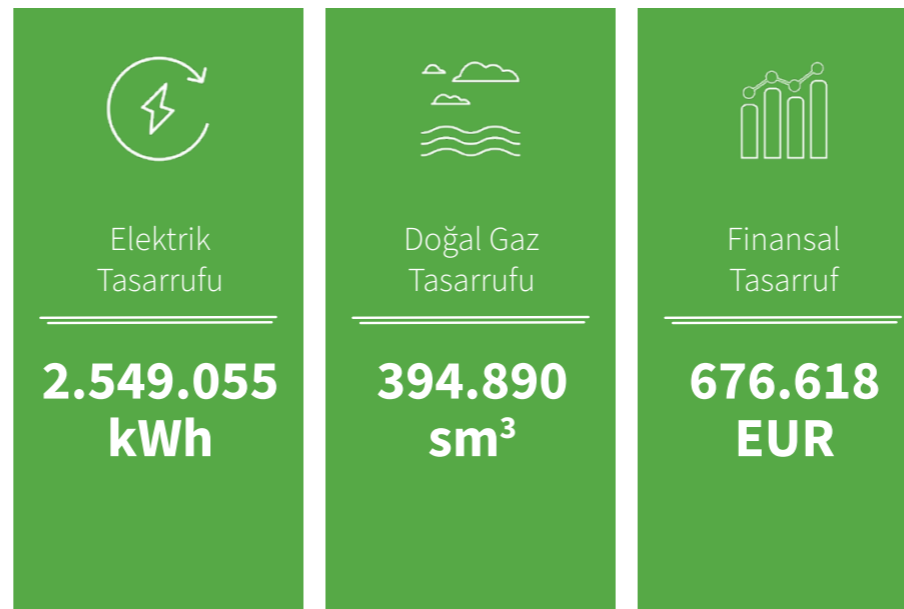 Elektrik
Tasarrufu
2.549.055
kWh
Doğal Gaz
Tasarrufu
394.890
sm³
Finansal
Tasarruf
676.618
EUR